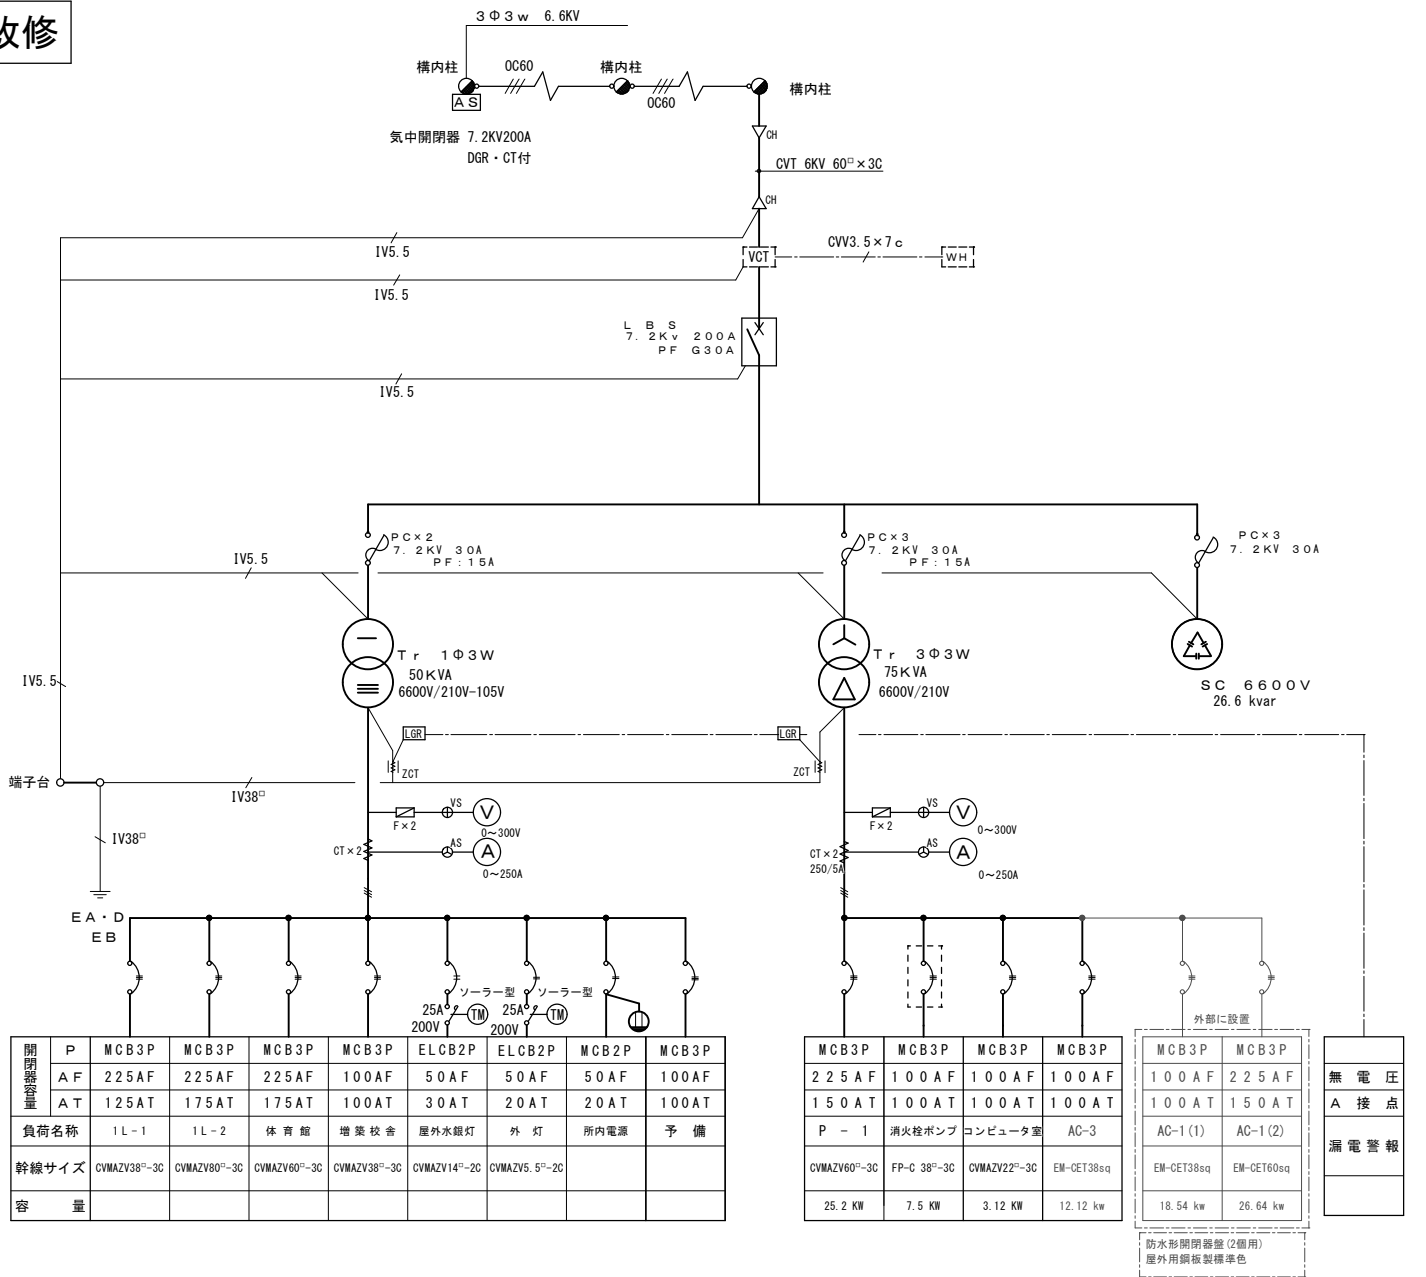 改修
3Φ3w 6.6KV
構内柱
OC60
構内柱
OC60
構内柱
AS
気中開閉器 7.2KV200A
DGR・CT付
CH
CVT 6KV 60□×3C
CH
IV5.5
VCT
CVV3.5×7c
WH
IV5.5
LBS
7.2Kv 200A
PF G30A
IV5.5
PC×2
7.2KV 30A
PF:15A
PC×3
7.2KV 30A
PF:15A
PC×3
7.2KV 30A
IV5.5
Tr 1Φ3W
50KVA
6600V/210V-105V
Tr 3Φ3W
75KVA
6600V/210V
SC 6600V
26.6 kvar
IV5.5
LGR
LGR
ZCT
ZCT
端子台
IV38□
IV38□
F×2
VS
V
0～300V
CT×2
AS
A
0～250A
F×2
VS
V
0～300V
CT×2
250/5A
AS
A
0～250A
EA・D
EB
ソーラー型
25A
200V
TM
ソーラー型
25A
200V
TM
外部に設置
開閉器容量 P MCB3P MCB3P MCB3P MCB3P ELCB2P ELCB2P MCB2P MCB3P
AF 225AF 225AF 225AF 100AF 50AF 50AF 50AF 100AF
AT 125AT 175AT 175AT 100AT 30AT 20AT 20AT 100AT
負荷名称 1L-1 1L-2 体育館 増築校舎 屋外水銀灯 外灯 所内電源 予備
幹線サイズ CVMAZV38□-3C CVMAZV80□-3C CVMAZV60□-3C CVMAZV38□-3C CVMAZV14□-2C CVMAZV5.5□-2C
容量
MCB3P MCB3P MCB3P MCB3P MCB3P MCB3P
225AF 100AF 100AF 100AF 100AF 225AF
150AT 100AT 100AT 100AT 100AT 150AT
P-1 消火栓ポンプ コンピュータ室 AC-3 AC-1(1) AC-1(2)
CVMAZV60□-3C FP-C 38□-3C CVMAZV22□-3C EM-CET38sq EM-CET38sq EM-CET60sq
25.2 KW 7.5 KW 3.12 KW 12.12 kw 18.54 kw 26.64 kw
無電圧
A接点
漏電警報
防水形開閉器盤(2個用)
屋外用鋼板製標準色